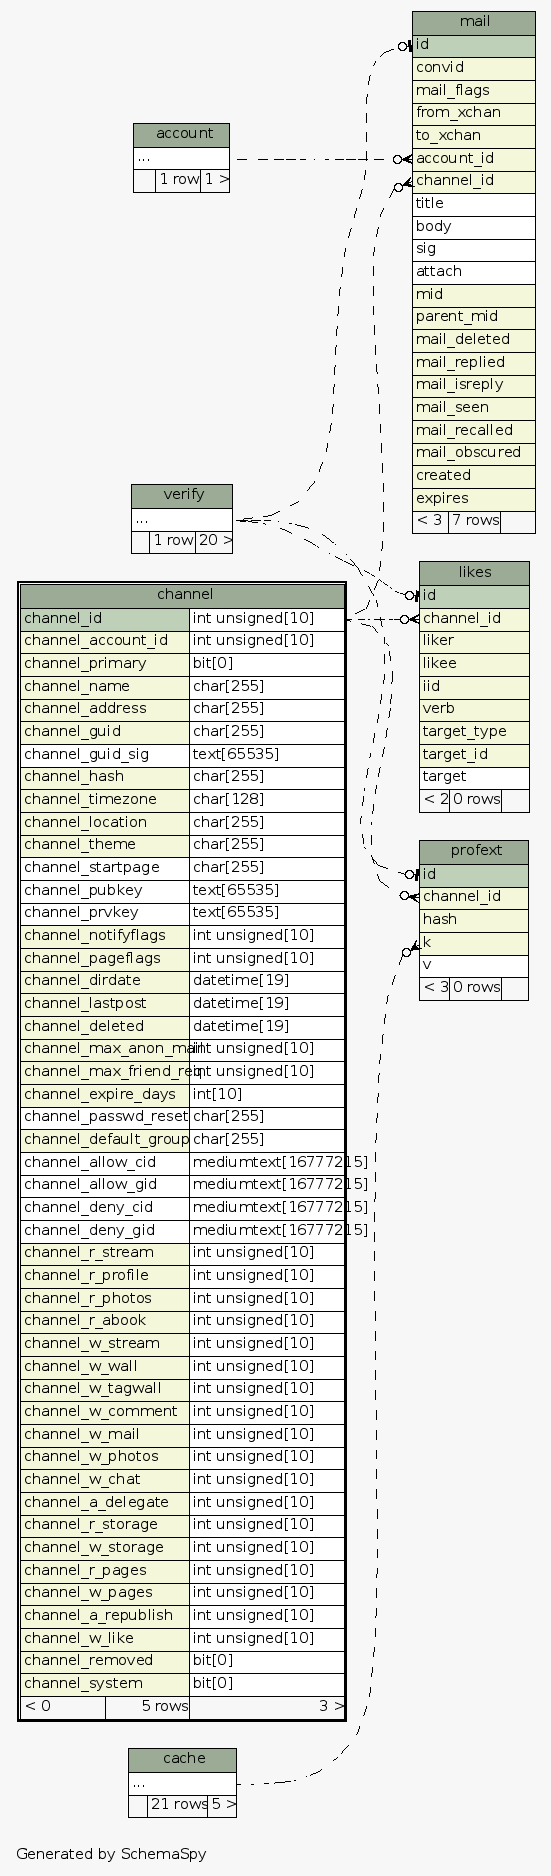 mail
id
convid
mail_flags
from_xchan
to_xchan
account_id
channel_id
title
body
sig
attach
mid
parent_mid
mail_deleted
mail_replied
mail_isreply
mail_seen
mail_recalled
mail_obscured
created
expires
< 3 7 rows
account
...
1 row 1 >
verify
...
1 row 20 >
channel
channel_id int unsigned[10]
channel_account_id int unsigned[10]
channel_primary bit[0]
channel_name char[255]
channel_address char[255]
channel_guid char[255]
channel_guid_sig text[65535]
channel_hash char[255]
channel_timezone char[128]
channel_location char[255]
channel_theme char[255]
channel_startpage char[255]
channel_pubkey text[65535]
channel_prvkey text[65535]
channel_notifyflags int unsigned[10]
channel_pageflags int unsigned[10]
channel_dirdate datetime[19]
channel_lastpost datetime[19]
channel_deleted datetime[19]
channel_max_anon_mail int unsigned[10]
channel_max_friend_req int unsigned[10]
channel_expire_days int[10]
channel_passwd_reset char[255]
channel_default_group char[255]
channel_allow_cid mediumtext[16777215]
channel_allow_gid mediumtext[16777215]
channel_deny_cid mediumtext[16777215]
channel_deny_gid mediumtext[16777215]
channel_r_stream int unsigned[10]
channel_r_profile int unsigned[10]
channel_r_photos int unsigned[10]
channel_r_abook int unsigned[10]
channel_w_stream int unsigned[10]
channel_w_wall int unsigned[10]
channel_w_tagwall int unsigned[10]
channel_w_comment int unsigned[10]
channel_w_mail int unsigned[10]
channel_w_photos int unsigned[10]
channel_w_chat int unsigned[10]
channel_a_delegate int unsigned[10]
channel_r_storage int unsigned[10]
channel_w_storage int unsigned[10]
channel_r_pages int unsigned[10]
channel_w_pages int unsigned[10]
channel_a_republish int unsigned[10]
channel_w_like int unsigned[10]
channel_removed bit[0]
channel_system bit[0]
< 0 5 rows 3 >
likes
id
channel_id
liker
likee
iid
verb
target_type
target_id
target
< 2 0 rows
profext
id
channel_id
hash
k
v
< 3 0 rows
cache
...
21 rows 5 >
Generated by SchemaSpy